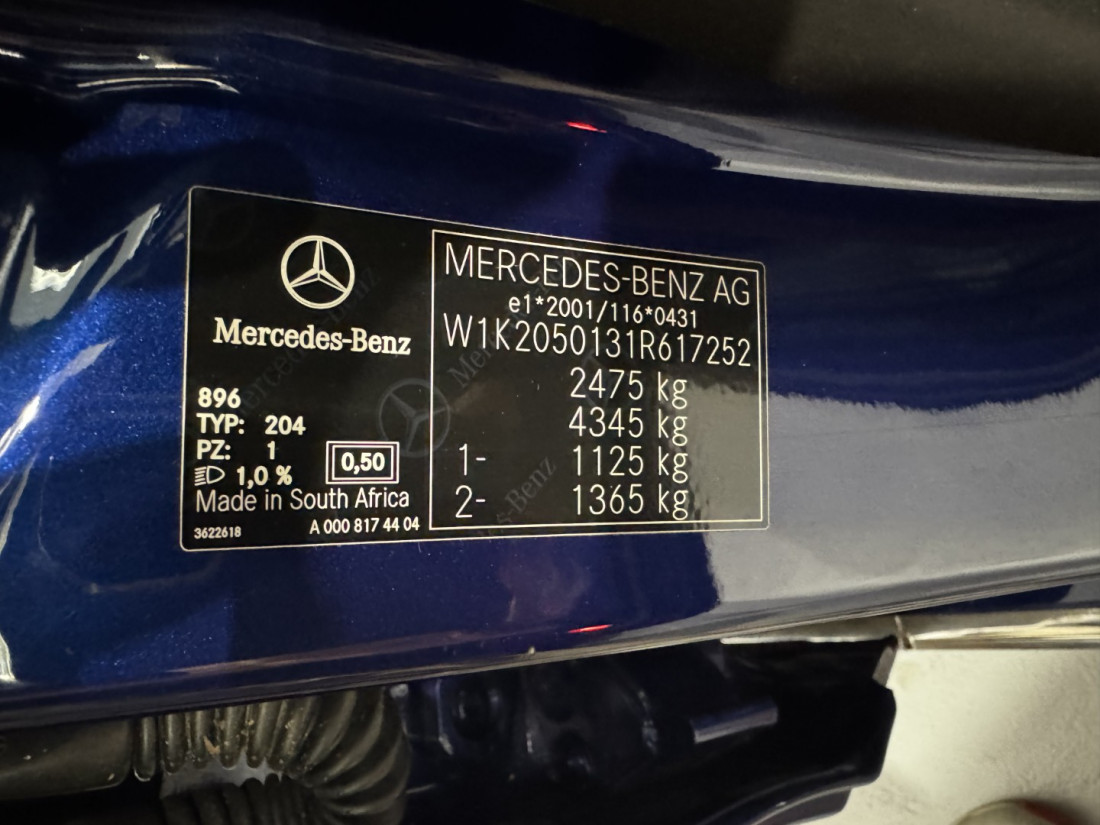 Mercedes-Benz
896
TYP: 204
PZ: 1
1,0 %
0,50
Made in South Africa
3622618
A 000 817 44 04
MERCEDES-BENZ AG
e1*2001/116*0431
W1K2050131R617252
2475 kg
4345 kg
1- 1125 kg
2- 1365 kg